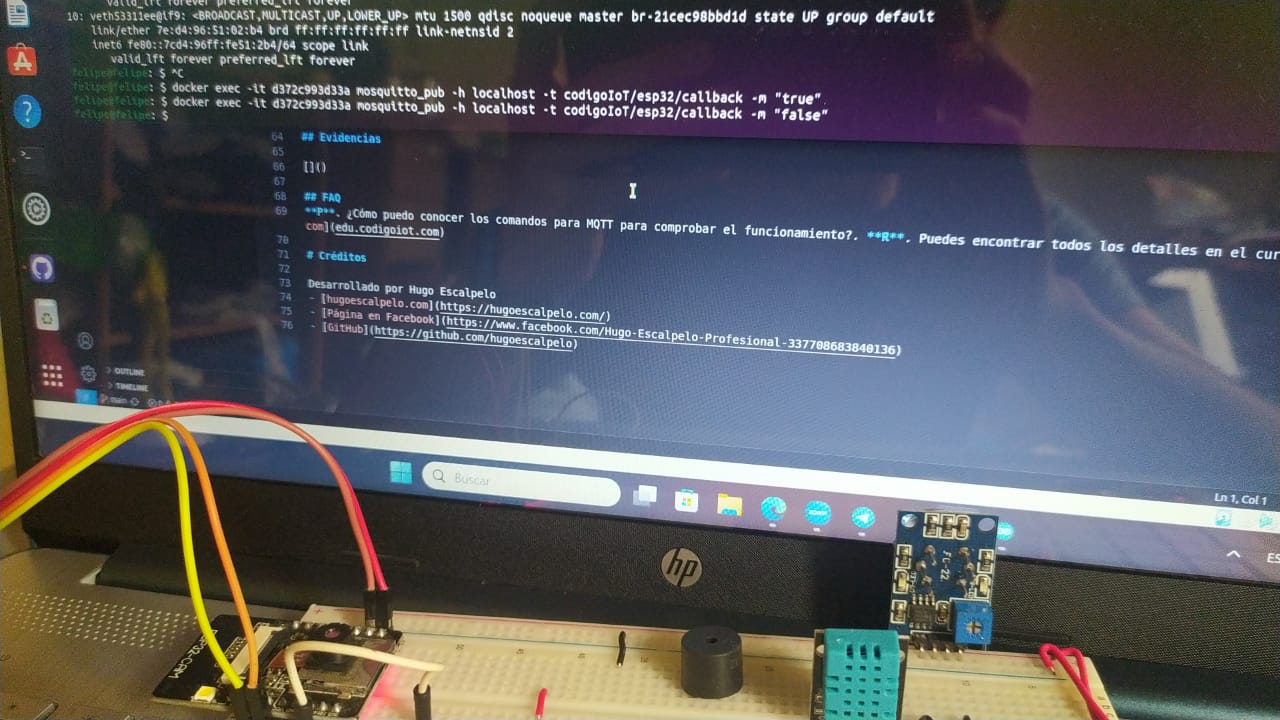 valid_lft forever preferred_lft forever
10: veth53311ee@if9: <BROADCAST,MULTICAST,UP,LOWER_UP> mtu 1500 qdisc noqueue master br-21cec98bbd1d state UP group default
link/ether 7e:d4:96:51:02:b4 brd ff:ff:ff:ff:ff:ff link-netnsid 2
inet6 fe80::7cd4:96ff:fe51:2b4/64 scope link
valid_lft forever preferred_lft forever
felipe@felipe: $ ^C
felipe@felipe: $ docker exec -it d372c993d33a mosquitto_pub -h localhost -t codigoIoT/esp32/callback -m "true"
felipe@felipe: $ docker exec -it d372c993d33a mosquitto_pub -h localhost -t codigoIoT/esp32/callback -m "false"
felipe@felipe: $
64 ## Evidencias
65
66 []()
67
68 ## FAQ
69 **P**. ¿Cómo puedo conocer los comandos para MQTT para comprobar el funcionamiento?. **R**. Puedes encontrar todos los detalles en el cur
com](edu.codigoiot.com)
70
71 # Créditos
72
73 Desarrollado por Hugo Escalpelo
74 - [hugoescalpelo.com](https://hugoescalpelo.com/)
75 - [Página en Facebook](https://www.facebook.com/Hugo-Escalpelo-Profesional-337708683840136)
76 - [GitHub](https://github.com/hugoescalpelo)
OUTLINE
TIMELINE
main
Ln 1, Col 1
Buscar
ES
hp
FC-22
ESP32-CAM